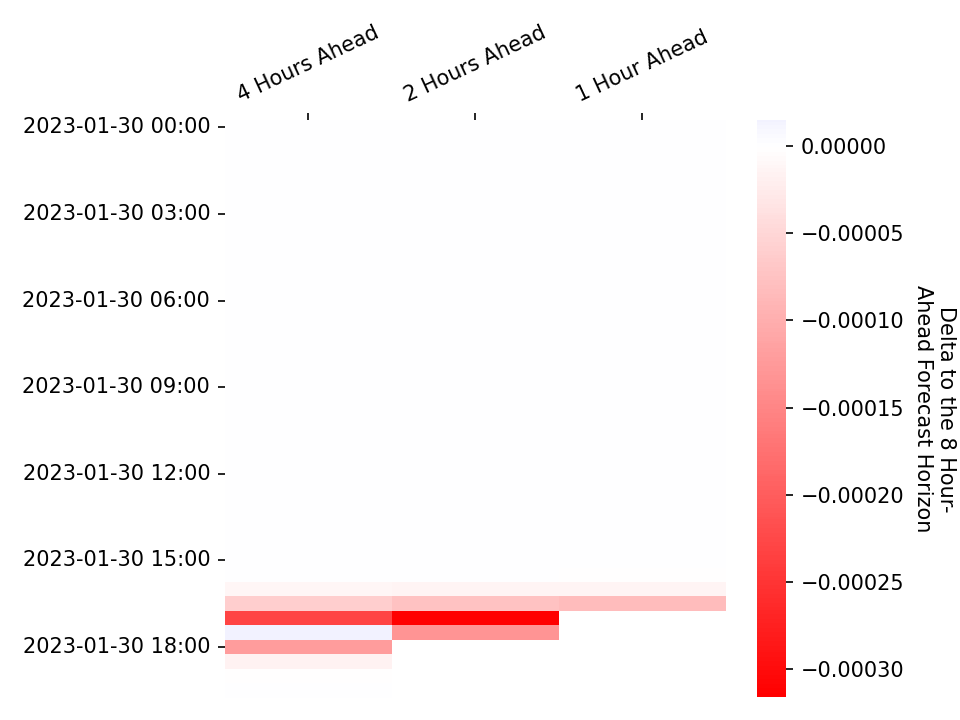 4 Hours Ahead
2 Hours Ahead
1 Hour Ahead
2023-01-30 00:00
2023-01-30 03:00
2023-01-30 06:00
2023-01-30 09:00
2023-01-30 12:00
2023-01-30 15:00
2023-01-30 18:00
0.00000
−0.00005
−0.00010
−0.00015
−0.00020
−0.00025
−0.00030
Delta to the 8 Hour-
Ahead Forecast Horizon